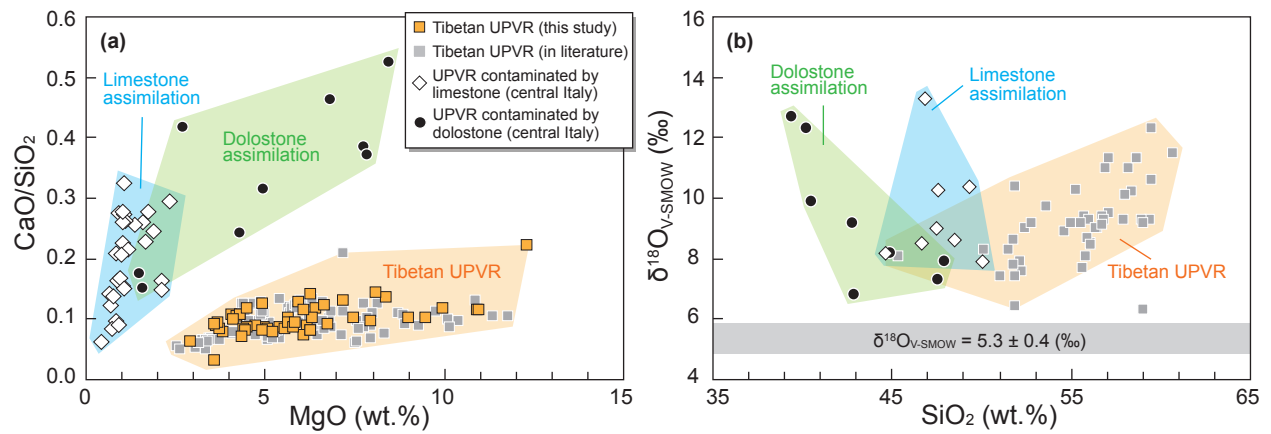 (a)
Limestone
assimilation
Dolostone
assimilation
Tibetan UPVR
Tibetan UPVR (this study)
Tibetan UPVR (in literature)
UPVR contaminated by
limestone (central Italy)
UPVR contaminated by
dolostone (central Italy)
CaO/SiO₂
0.6
0.5
0.4
0.3
0.2
0.1
0.0
0
5
10
15
MgO (wt.%)
(b)
Dolostone
assimilation
Limestone
assimilation
Tibetan UPVR
δ¹⁸O_V-SMOW = 5.3 ± 0.4 (‰)
δ¹⁸O_V-SMOW (‰)
16
14
12
10
8
6
4
35
45
55
65
SiO₂ (wt.%)